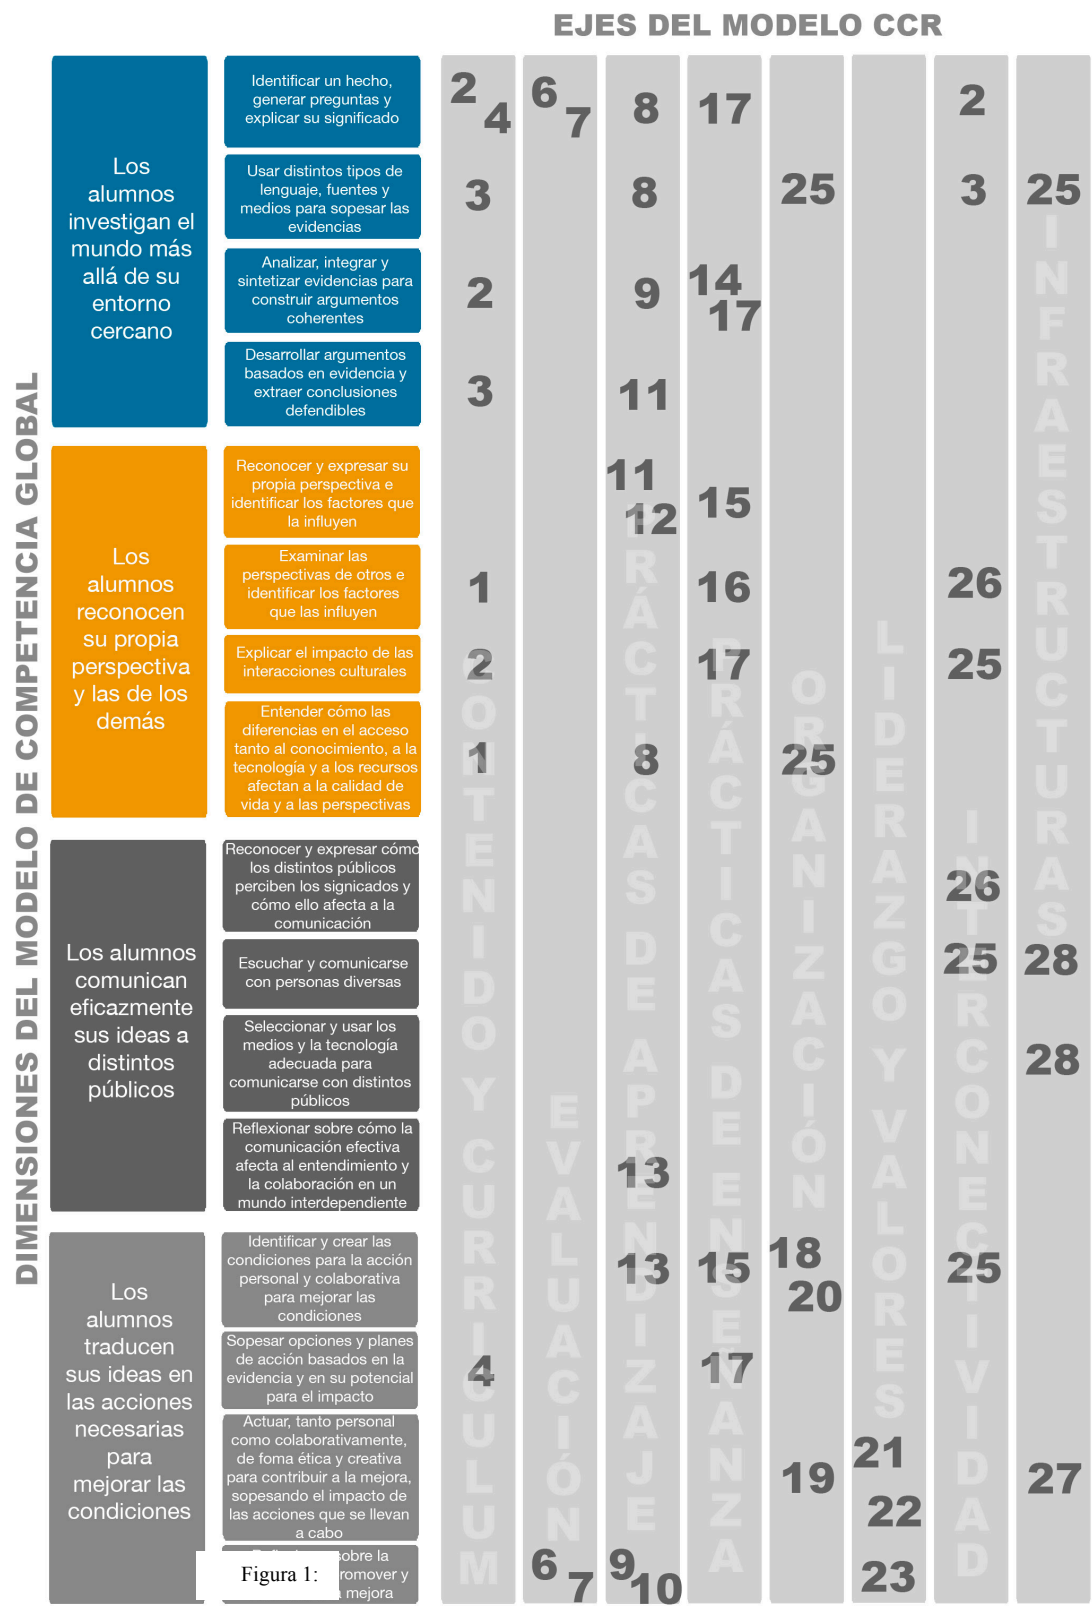 EJES DEL MODELO CCR
DIMENSIONES DEL MODELO DE COMPETENCIA GLOBAL
Los
alumnos
investigan el
mundo más
allá de su
entorno
cercano
Identificar un hecho,
generar preguntas y
explicar su significado
2
4
6
7
8
17
2
Usar distintos tipos de
lenguaje, fuentes y
medios para sopesar las
evidencias
3
8
25
3
25
Analizar, integrar y
sintetizar evidencias para
construir argumentos
coherentes
2
9
14
17
Desarrollar argumentos
basados en evidencia y
extraer conclusiones
defendibles
3
11
Los
alumnos
reconocen
su propia
perspectiva
y las de los
demás
Reconocer y expresar su
propia perspectiva e
identificar los factores que
la influyen
11
12
15
Examinar las
perspectivas de otros e
identificar los factores
que las influyen
1
16
26
Explicar el impacto de las
interacciones culturales
2
17
25
Entender cómo las
diferencias en el acceso
tanto al conocimiento, a la
tecnología y a los recursos
afectan a la calidad de
vida y a las perspectivas
1
8
25
Los alumnos
comunican
eficazmente
sus ideas a
distintos
públicos
Reconocer y expresar cómo
los distintos públicos
perciben los signicados y
cómo ello afecta a la
comunicación
26
Escuchar y comunicarse
con personas diversas
25
28
Seleccionar y usar los
medios y la tecnología
adecuada para
comunicarse con distintos
públicos
28
Reflexionar sobre cómo la
comunicación efectiva
afecta al entendimiento y
la colaboración en un
mundo interdependiente
13
Los
alumnos
traducen
sus ideas en
las acciones
necesarias
para
mejorar las
condiciones
Identificar y crear las
condiciones para la acción
personal y colaborativa
para mejorar las
condiciones
13
15
18
20
25
Sopesar opciones y planes
de acción basados en la
evidencia y en su potencial
para el impacto
4
17
Actuar, tanto personal
como colaborativamente,
de forma ética y creativa
para contribuir a la mejora,
sopesando el impacto de
las acciones que se llevan
a cabo
19
21
22
27
sobre la
y
mejora
6
7
9
10
23
CONTENIDO Y CURRICULUM
EVALUACIÓN
PRÁCTICAS DE APRENDIZAJE
PRÁCTICAS DE ENSEÑANZA
ORGANIZACIÓN
LIDERAZGO Y VALORES
INTERCONECTIVIDAD
INFRAESTRUCTURAS
Figura 1: